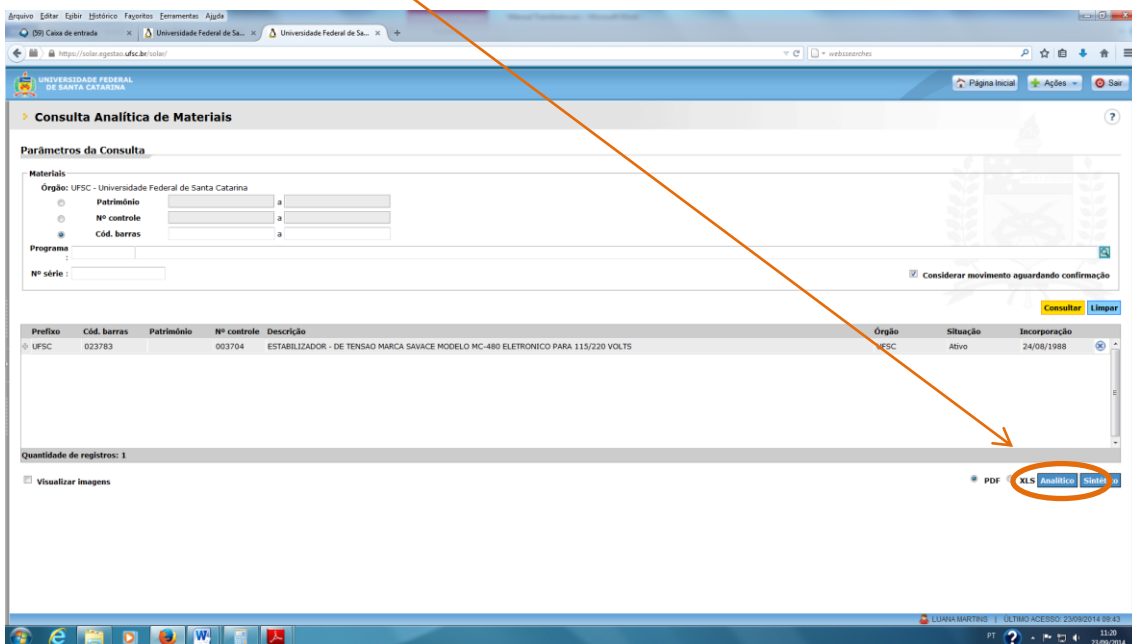 Arquivo Editar Exibir Histórico Favoritos Ferramentas Ajuda
(59) Caixa de entrada × Universidade Federal de Sa... × Universidade Federal de Sa... × +
https://solar.egestao.ufsc.br/solar/ webssearches
UNIVERSIDADE FEDERAL
DE SANTA CATARINA
Página Inicial Ações Sair
Consulta Analítica de Materiais ?
Parâmetros da Consulta
Materiais
Órgão: UFSC - Universidade Federal de Santa Catarina
Patrimônio a
Nº controle a
Cód. barras a
Programa
:
Nº série : Considerar movimento aguardando confirmação
Consultar Limpar
Prefixo Cód. barras Patrimônio Nº controle Descrição Órgão Situação Incorporação
UFSC 023783 003704 ESTABILIZADOR - DE TENSAO MARCA SAVACE MODELO MC-480 ELETRONICO PARA 115/220 VOLTS UFSC Ativo 24/08/1988
Quantidade de registros: 1
Visualizar imagens PDF XLS Analítico Sintético
LUANA MARTINS | ÚLTIMO ACESSO: 23/09/2014 09:43
PT 11:20
23/09/2014